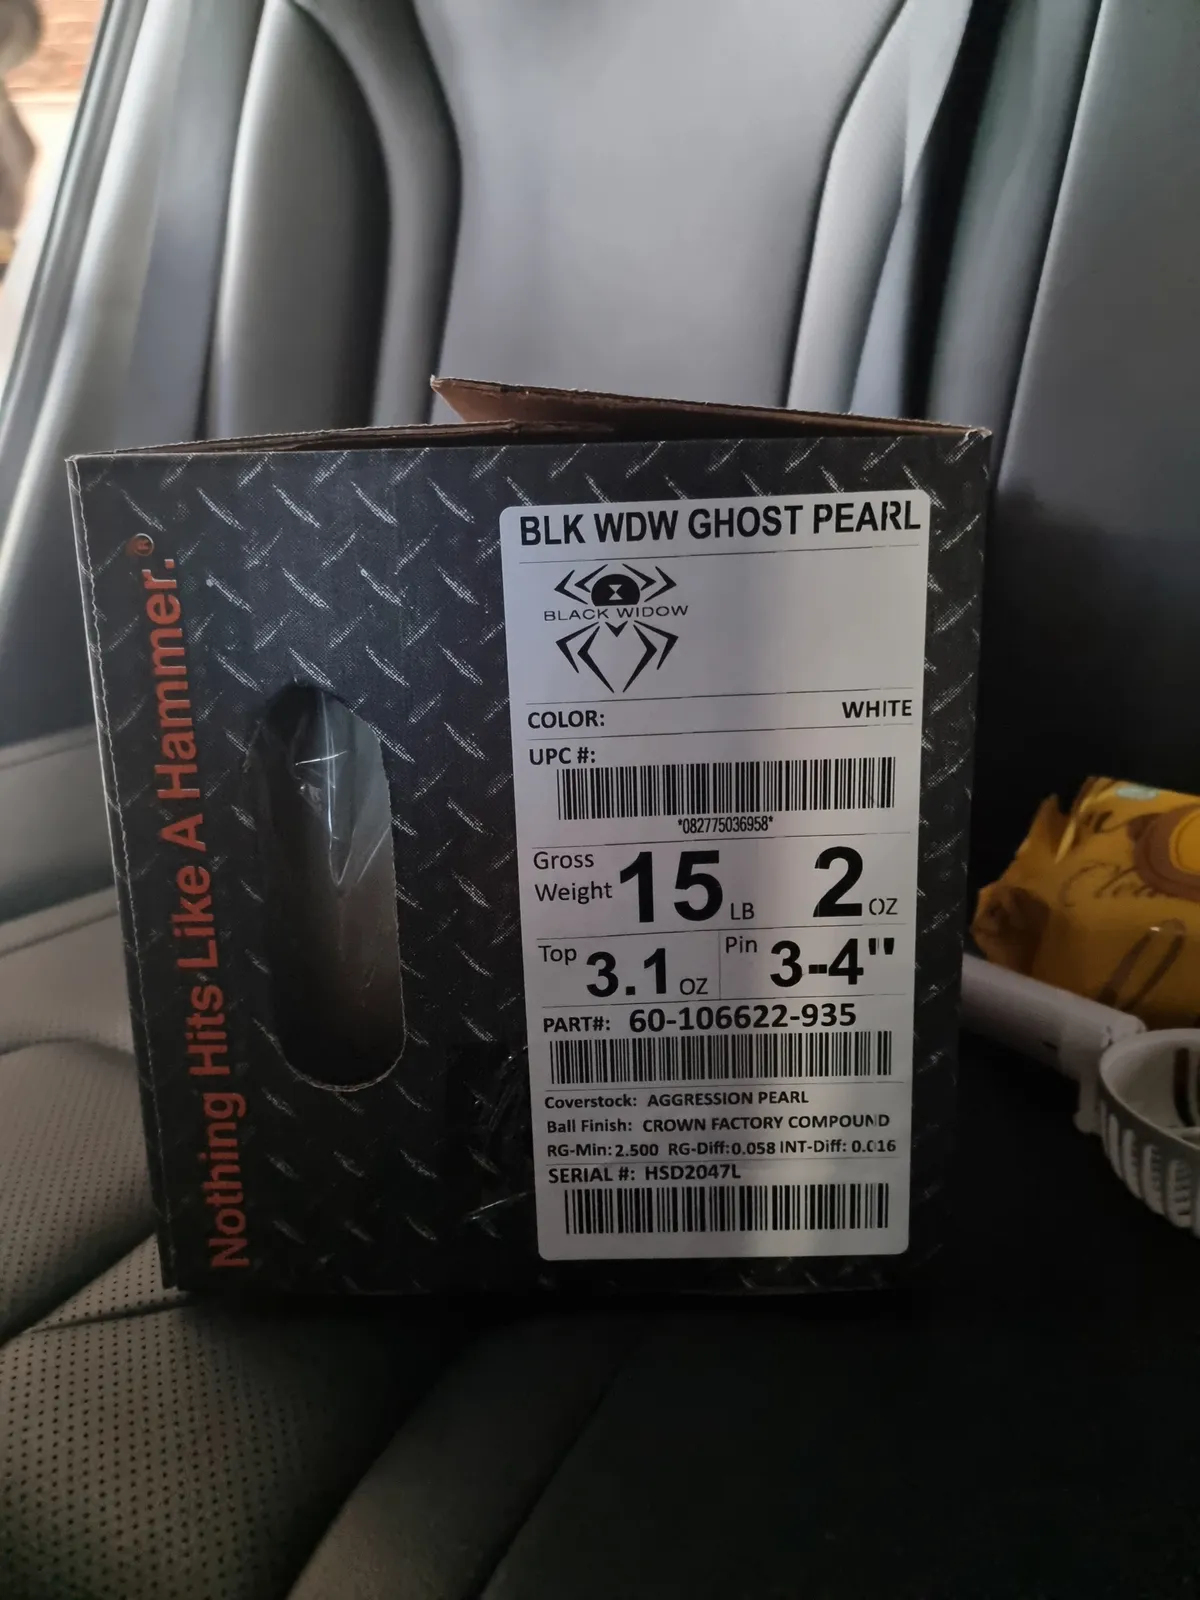 Nothing Hits Like A Hammer.®
BLK WDW GHOST PEARL
BLACK WIDOW
COLOR: WHITE
UPC #:
*082775036958*
Gross Weight 15 LB 2 OZ
Top 3.1 OZ Pin 3-4"
PART#: 60-106622-935
Coverstock: AGGRESSION PEARL
Ball Finish: CROWN FACTORY COMPOUND
RG-Min: 2.500 RG-Diff: 0.058 INT-Diff: 0.016
SERIAL #: HSD2047L